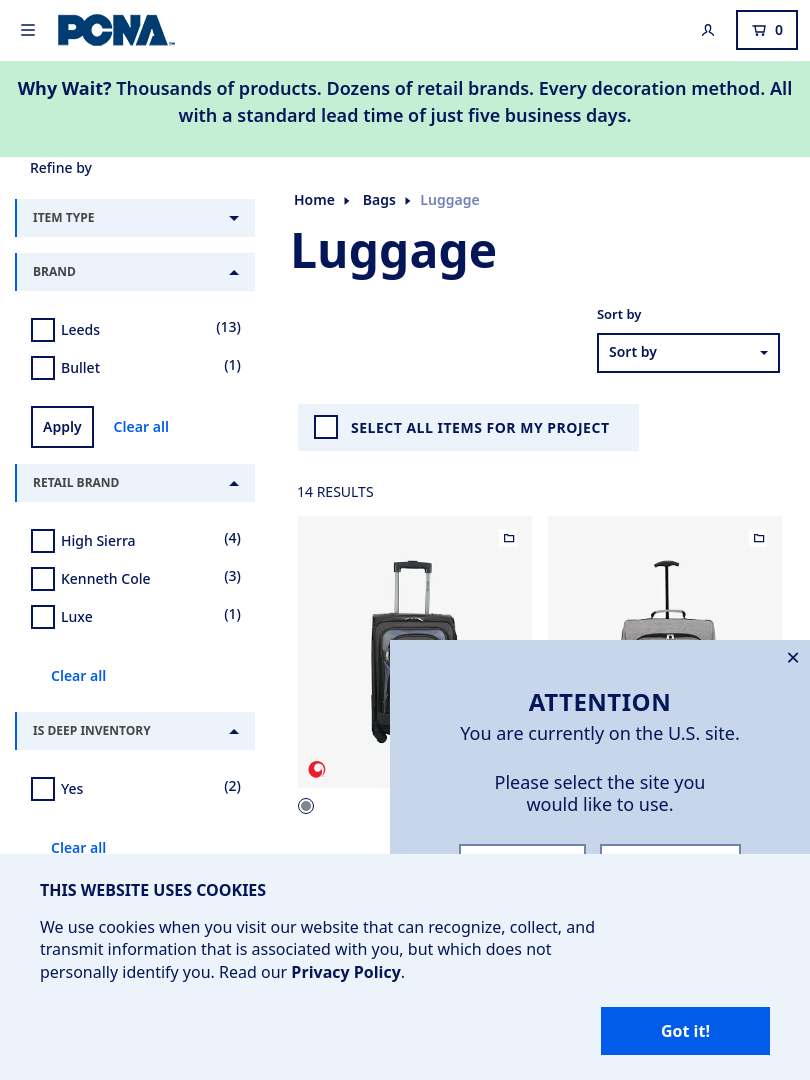 PCNA
0
Why Wait? Thousands of products. Dozens of retail brands. Every decoration method. All
with a standard lead time of just five business days.
Refine by
ITEM TYPE
BRAND
Leeds (13)
Bullet (1)
Apply Clear all
RETAIL BRAND
High Sierra (4)
Kenneth Cole (3)
Luxe (1)
Clear all
IS DEEP INVENTORY
Yes (2)
Clear all
Home Bags Luggage
Luggage
Sort by
Sort by
SELECT ALL ITEMS FOR MY PROJECT
14 RESULTS
ATTENTION
You are currently on the U.S. site.
Please select the site you
would like to use.
THIS WEBSITE USES COOKIES
We use cookies when you visit our website that can recognize, collect, and
transmit information that is associated with you, but which does not
personally identify you. Read our Privacy Policy.
Got it!